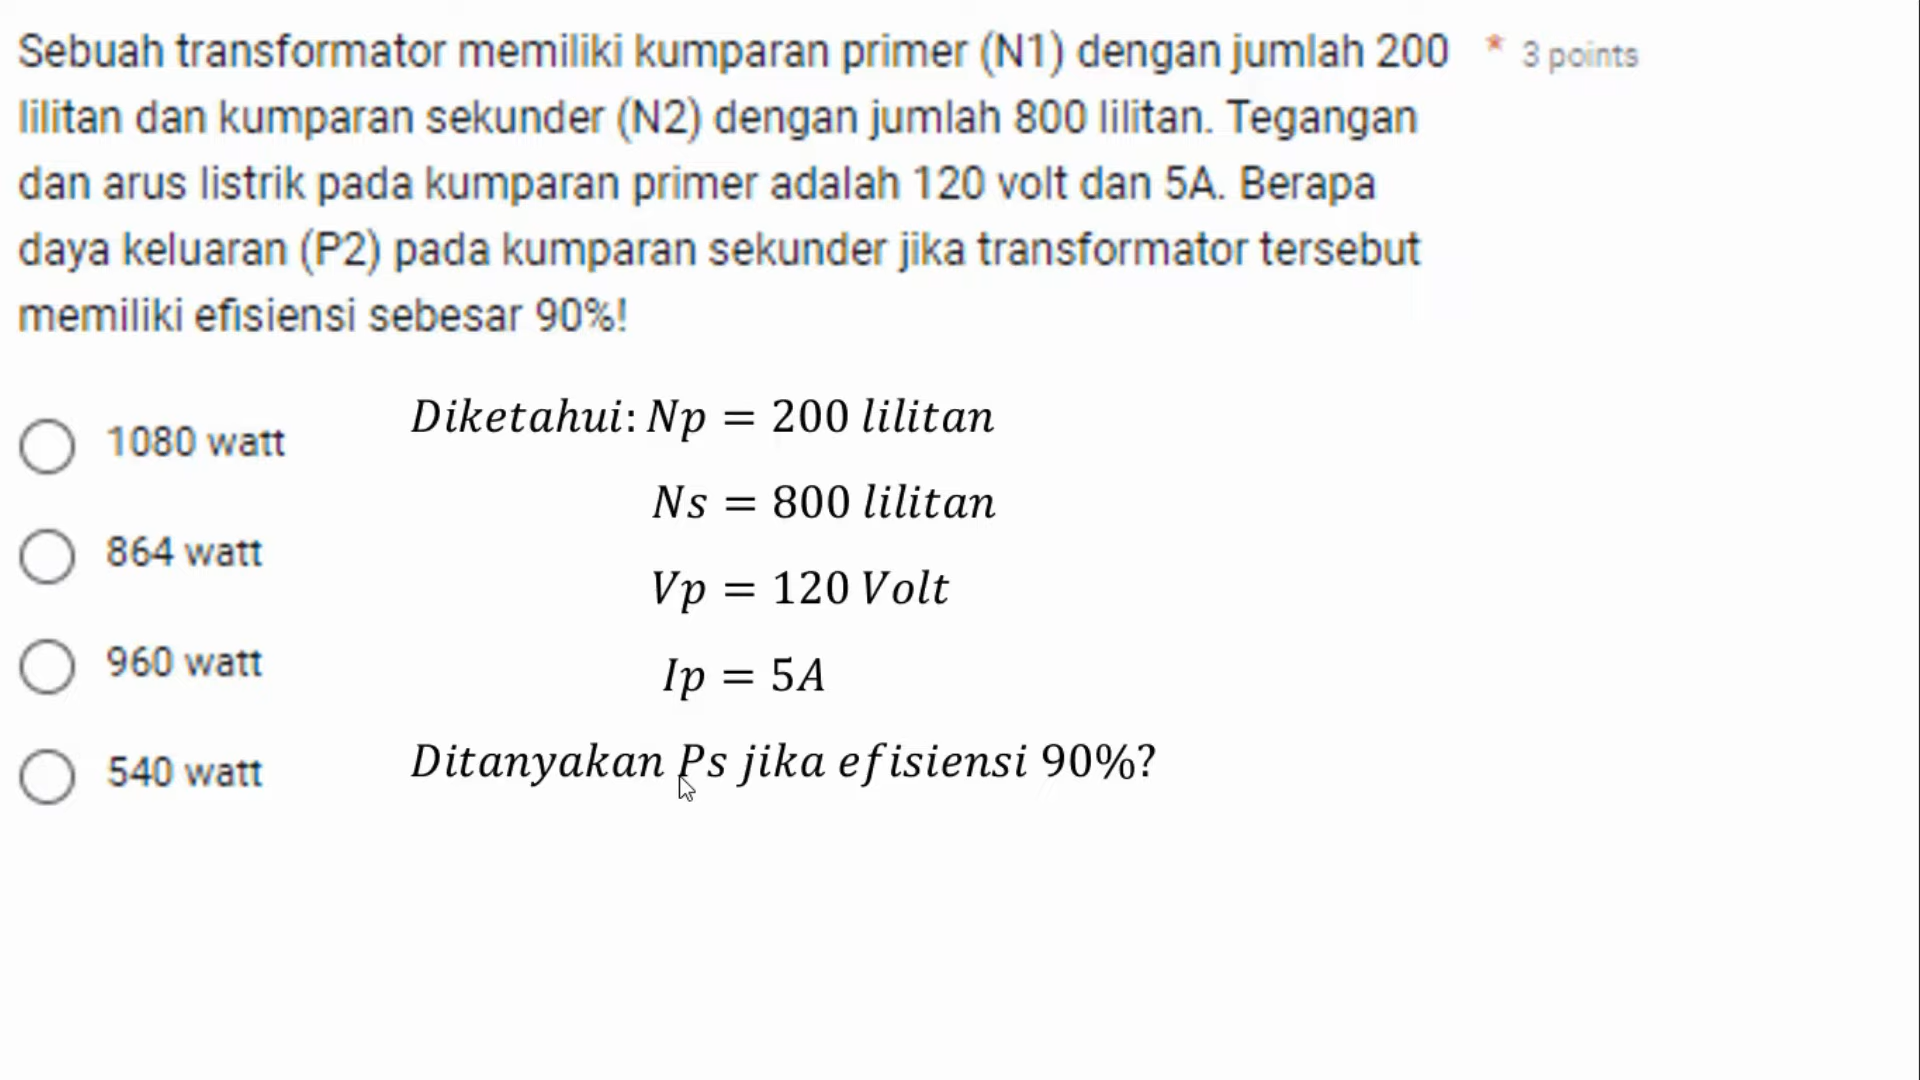 Sebuah transformator memiliki kumparan primer (N1) dengan jumlah 200 * 3 points
lilitan dan kumparan sekunder (N2) dengan jumlah 800 lilitan. Tegangan
dan arus listrik pada kumparan primer adalah 120 volt dan 5A. Berapa
daya keluaran (P2) pada kumparan sekunder jika transformator tersebut
memiliki efisiensi sebesar 90%!
1080 watt
864 watt
960 watt
540 watt
Diketahui: Np = 200 lilitan
Ns = 800 lilitan
Vp = 120 Volt
Ip = 5A
Ditanyakan Ps jika efisiensi 90%?